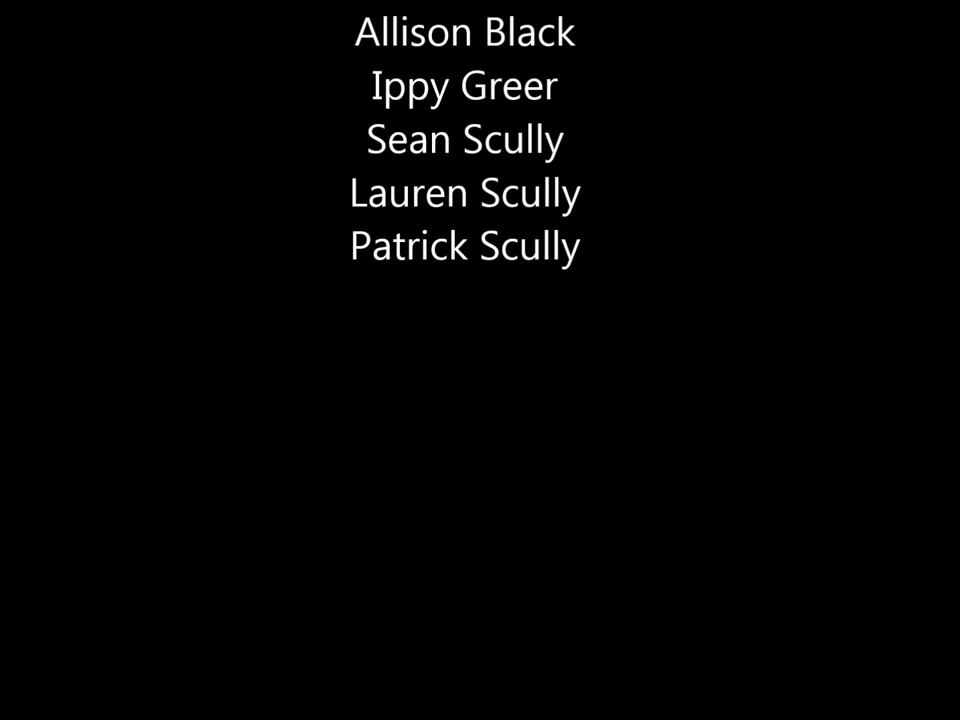 Allison Black
Ippy Greer
Sean Scully
Lauren Scully
Patrick Scully